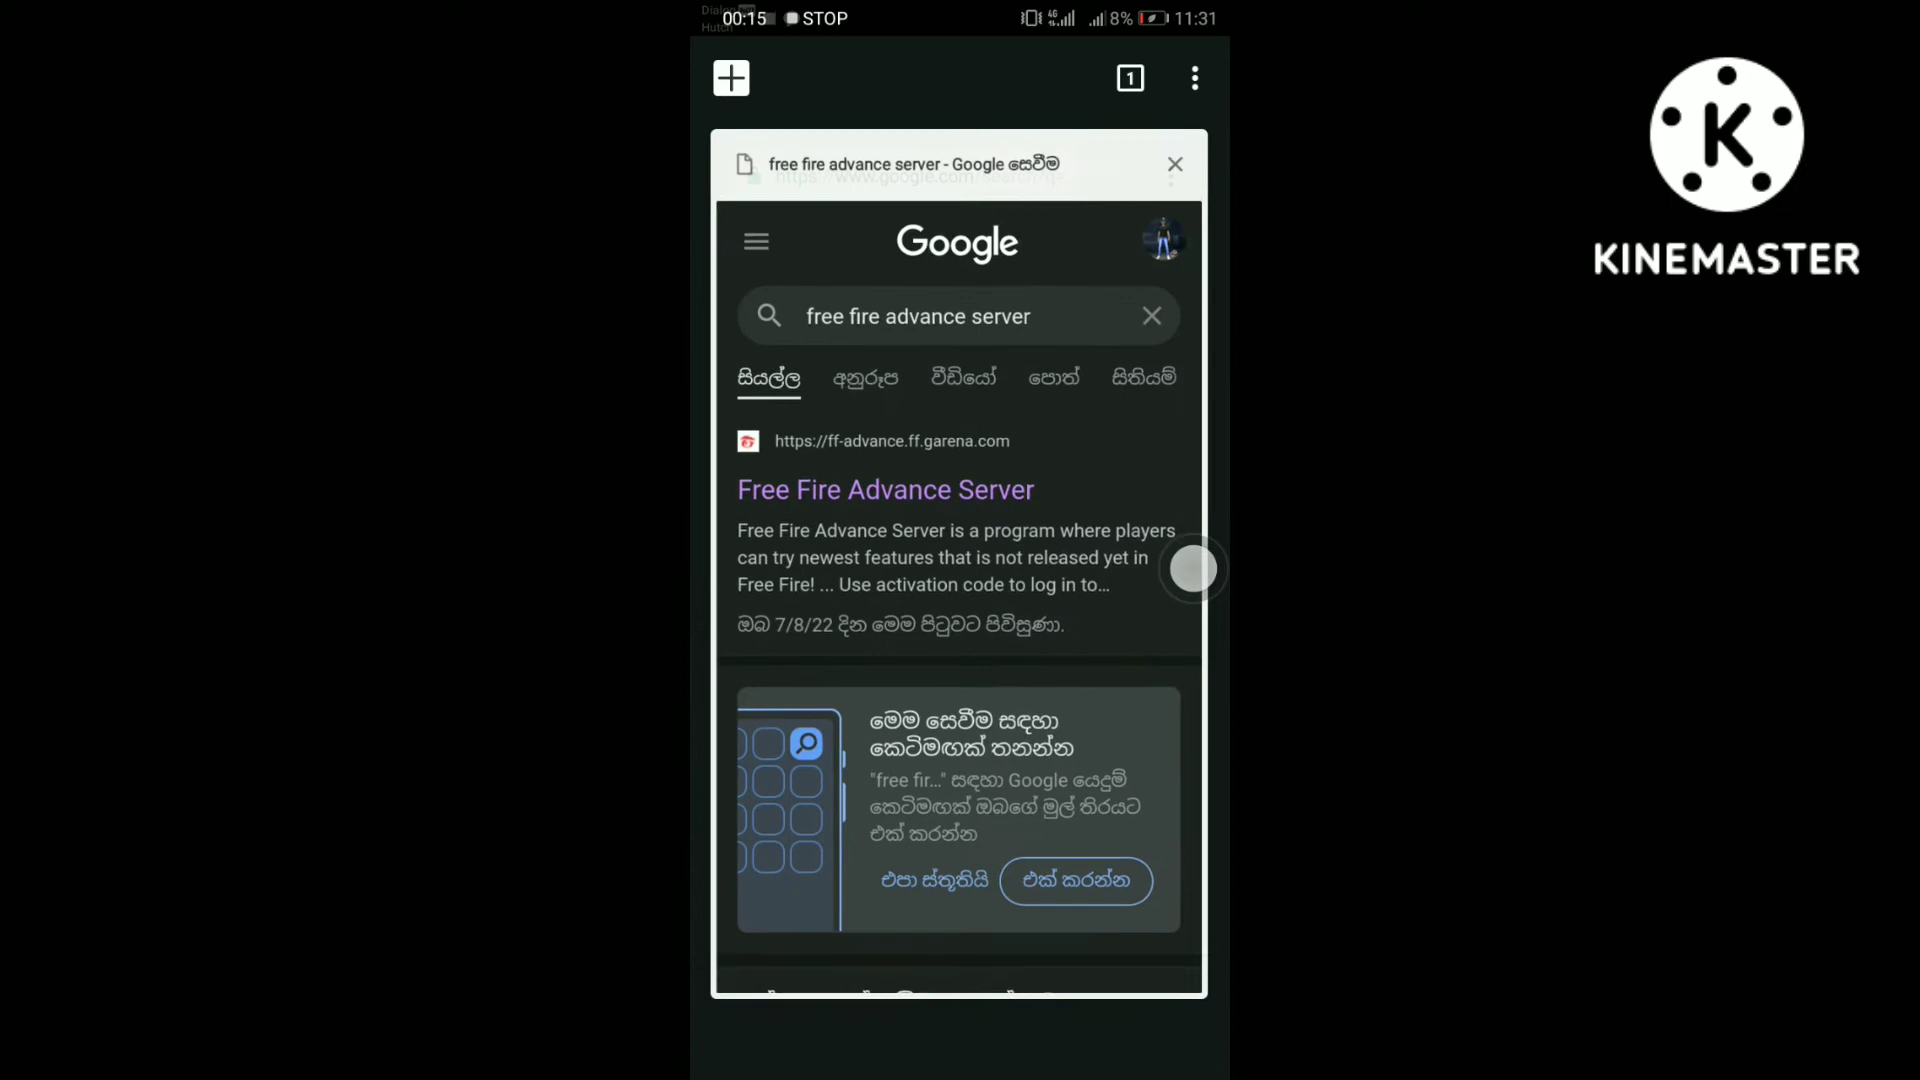 Dialog
Hutch
00:15 STOP 4G 8% 11:31
1
free fire advance server - Google සෙවීම
https://www.google.com/search?q=
Google
free fire advance server
සියල්ල අනුරූප වීඩියෝ පොත් සිතියම්
https://ff-advance.ff.garena.com
Free Fire Advance Server
Free Fire Advance Server is a program where players
can try newest features that is not released yet in
Free Fire! ... Use activation code to log in to...
ඔබ 7/8/22 දින මෙම පිටුවට පිවිසුණා.
මෙම සෙවීම සඳහා
කෙටිමඟක් තනන්න
"free fir..." සඳහා Google යෙදුම්
කෙටිමඟක් ඔබගේ මුල් තිරයට
එක් කරන්න
එපා ස්තූතියි එක් කරන්න
K
KINEMASTER